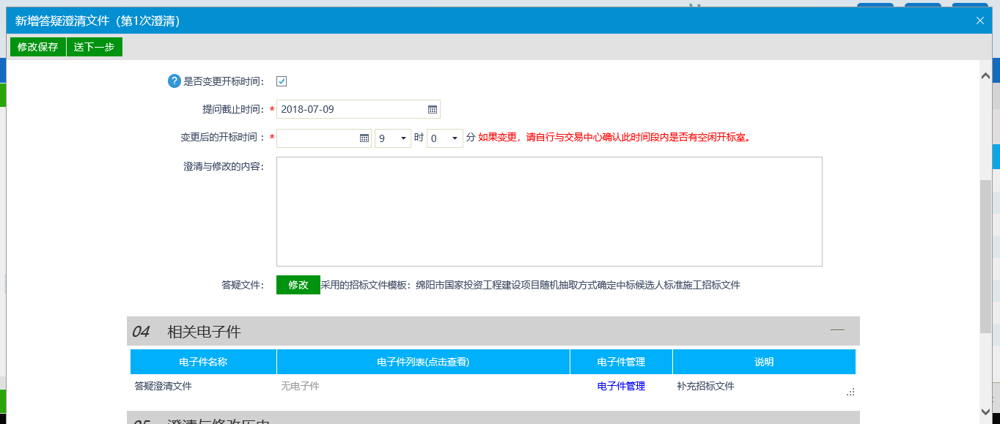 新增答疑澄清文件（第1次澄清）
修改保存 送下一步
? 是否变更开标时间：
提问截止时间：* 2018-07-09
变更后的开标时间：* 9 时 0 分 如果变更，请自行与交易中心确认此时间段内是否有空闲开标室。
澄清与修改的内容：
答疑文件： 修改 采用的招标文件模板：绵阳市国家投资工程建设项目随机抽取方式确定中标候选人标准施工招标文件
04 相关电子件
电子件名称 电子件列表(点击查看) 电子件管理 说明
答疑澄清文件 无电子件 电子件管理 补充招标文件
05 澄清与修改历史